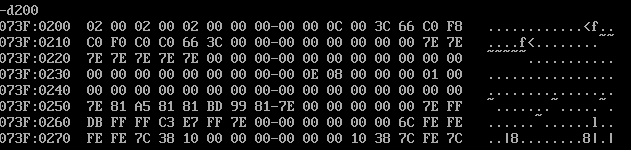 -d200
073F:0200  02 00 02 00 02 00 00 00-00 00 0C 00 3C 66 C0 F8   ............<f..
073F:0210  C0 F0 C0 C0 66 3C 00 00-00 00 00 00 00 00 7E 7E   ....f<........~~
073F:0220  7E 7E 7E 7E 7E 00 00 00-00 00 00 00 00 00 00 00   ~~~~~...........
073F:0230  00 00 00 00 00 00 00 00-00 0E 08 00 00 00 01 00   ................
073F:0240  00 00 00 00 00 00 00 00-00 00 00 00 00 00 00 00   ................
073F:0250  7E 81 A5 81 81 BD 99 81-7E 00 00 00 00 00 7E FF   ~.......~.....~.
073F:0260  DB FF FF C3 E7 FF 7E 00-00 00 00 00 00 6C FE FE   ......~......l..
073F:0270  FE FE 7C 38 10 00 00 00-00 00 00 10 38 7C FE 7C   ..|8........8|.|